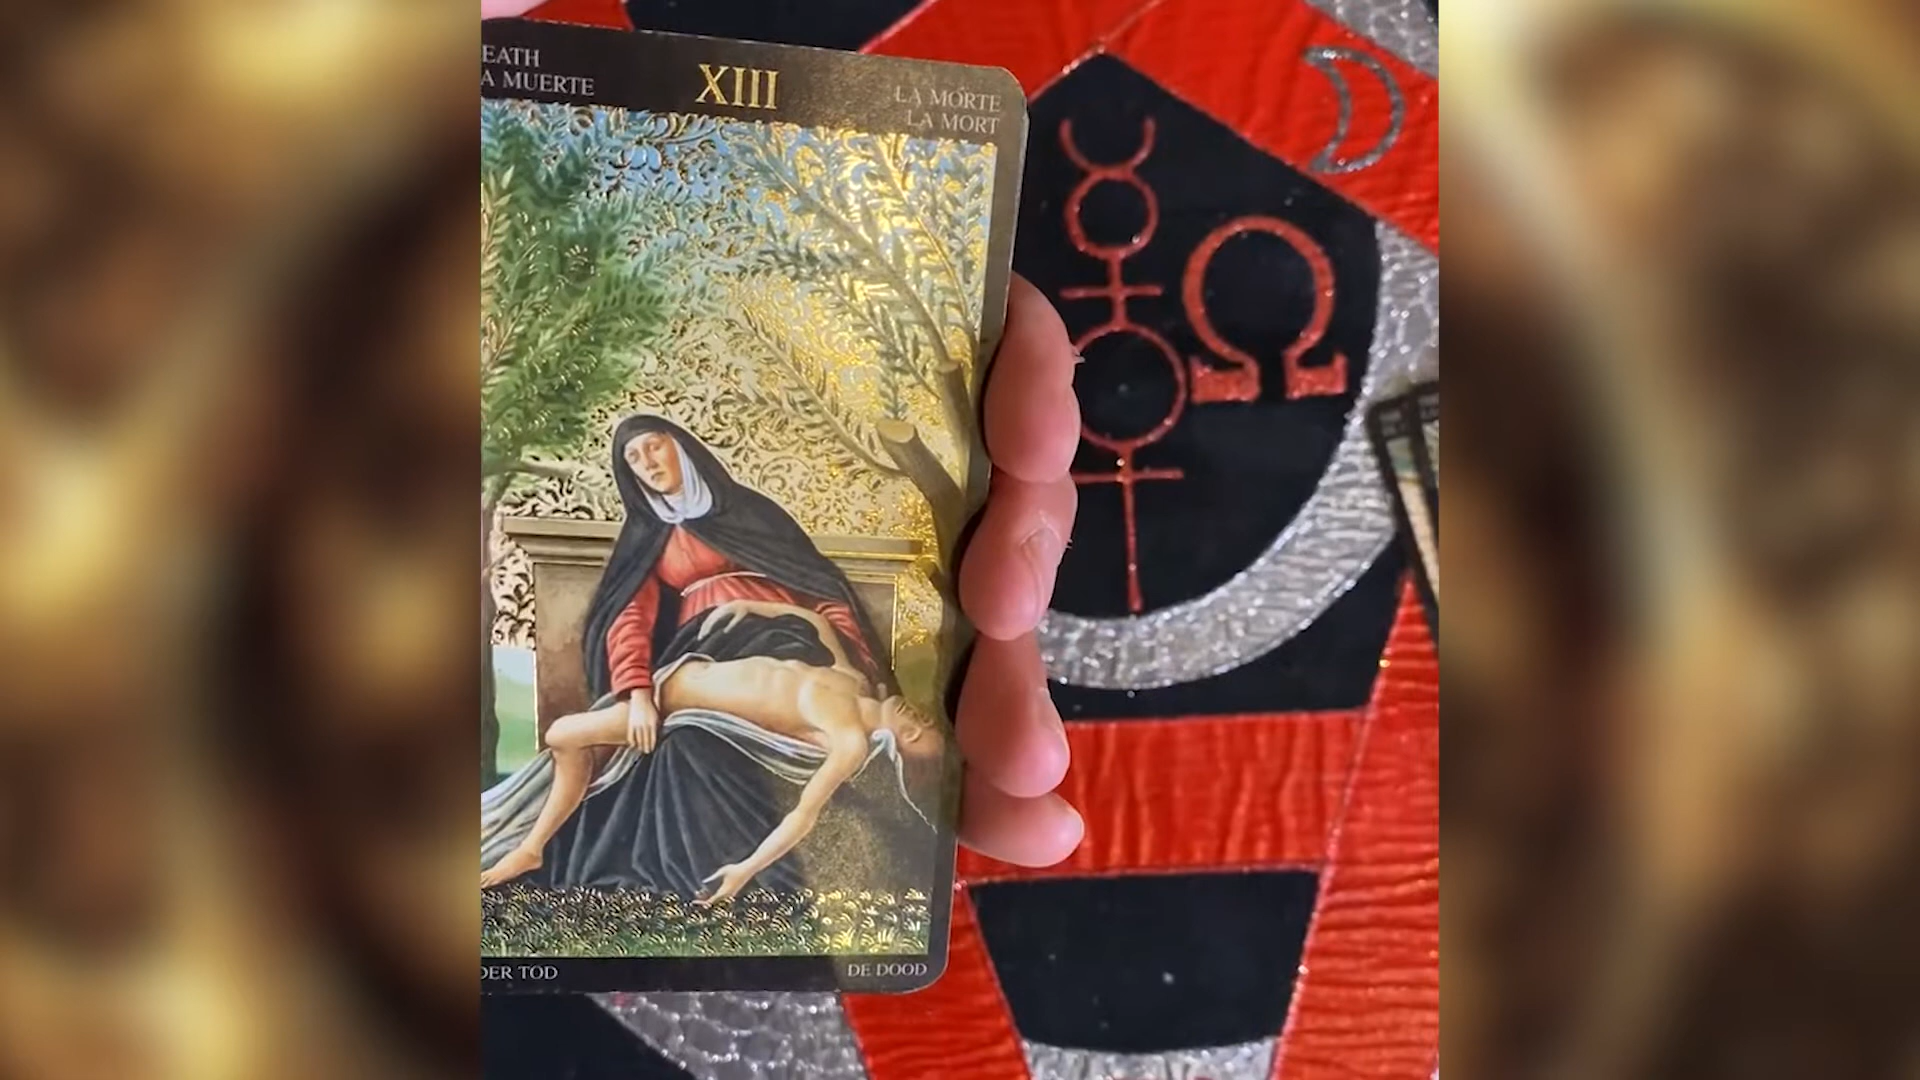 EATH
A MUERTE
XIII
LA MORTE
LA MORT
DER TOD
DE DOOD
Ω